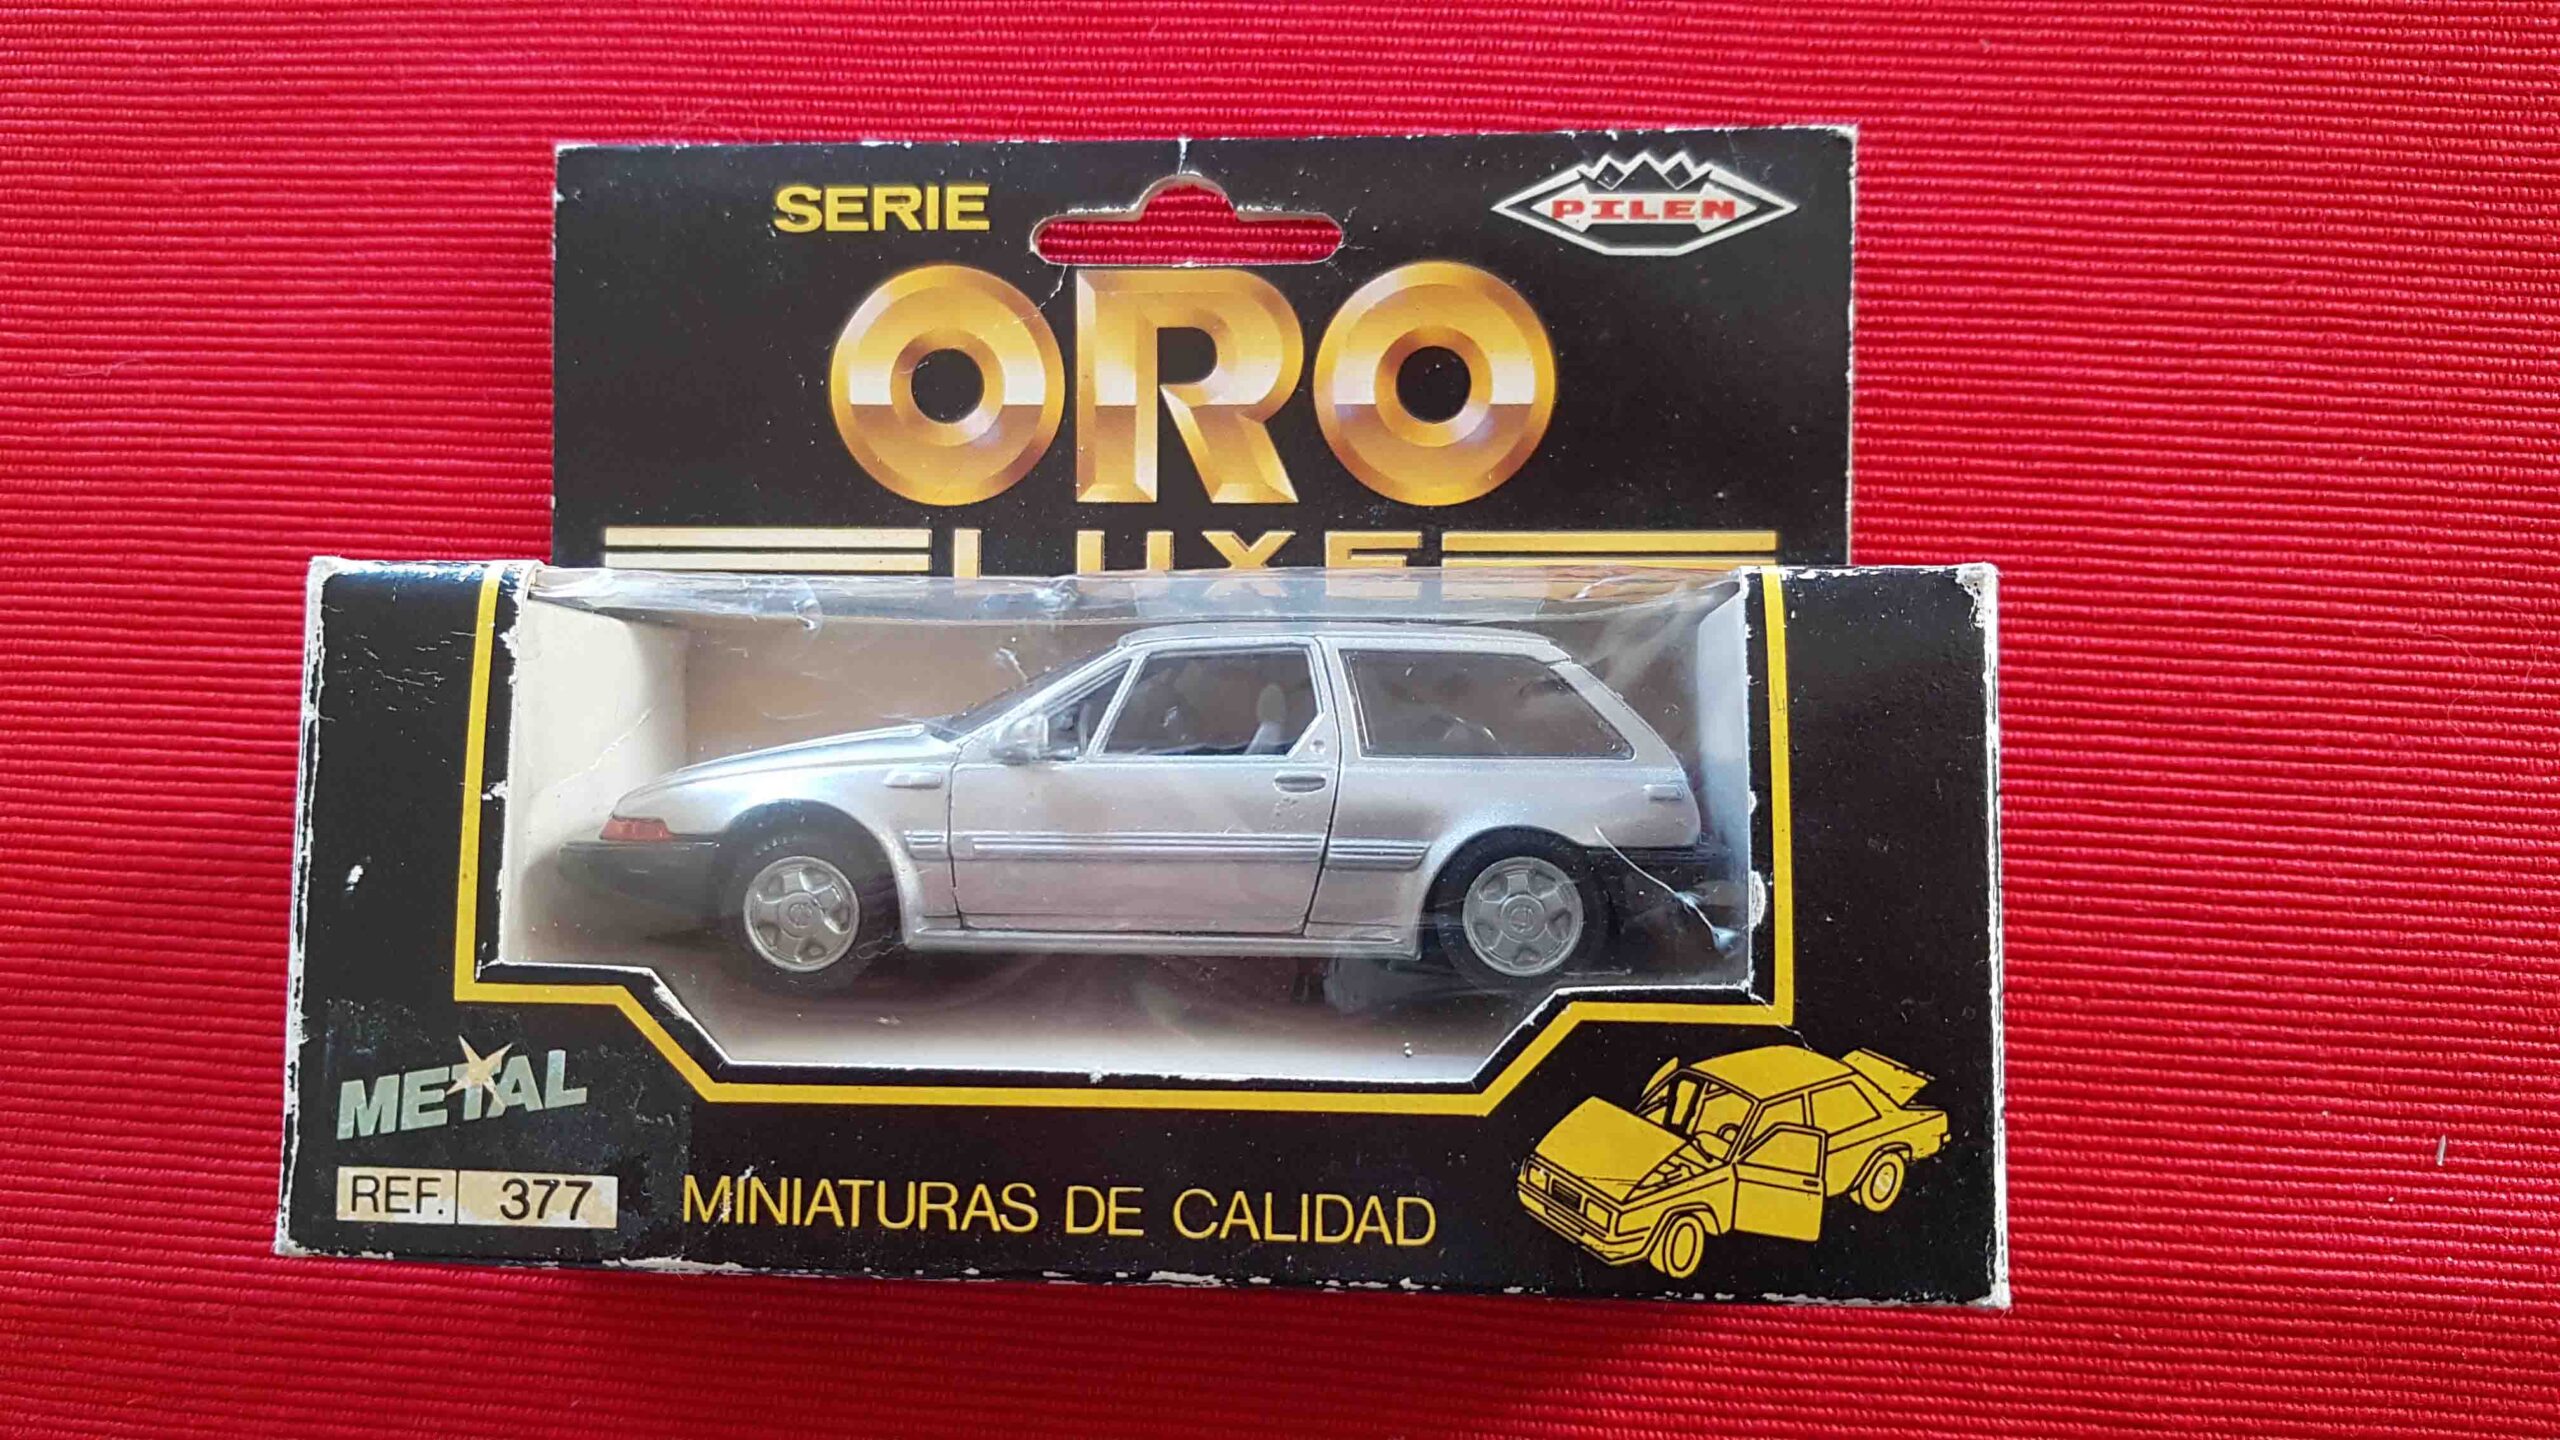 SERIE
PILEN
ORO
LUXE
METAL
REF. 377
MINIATURAS DE CALIDAD